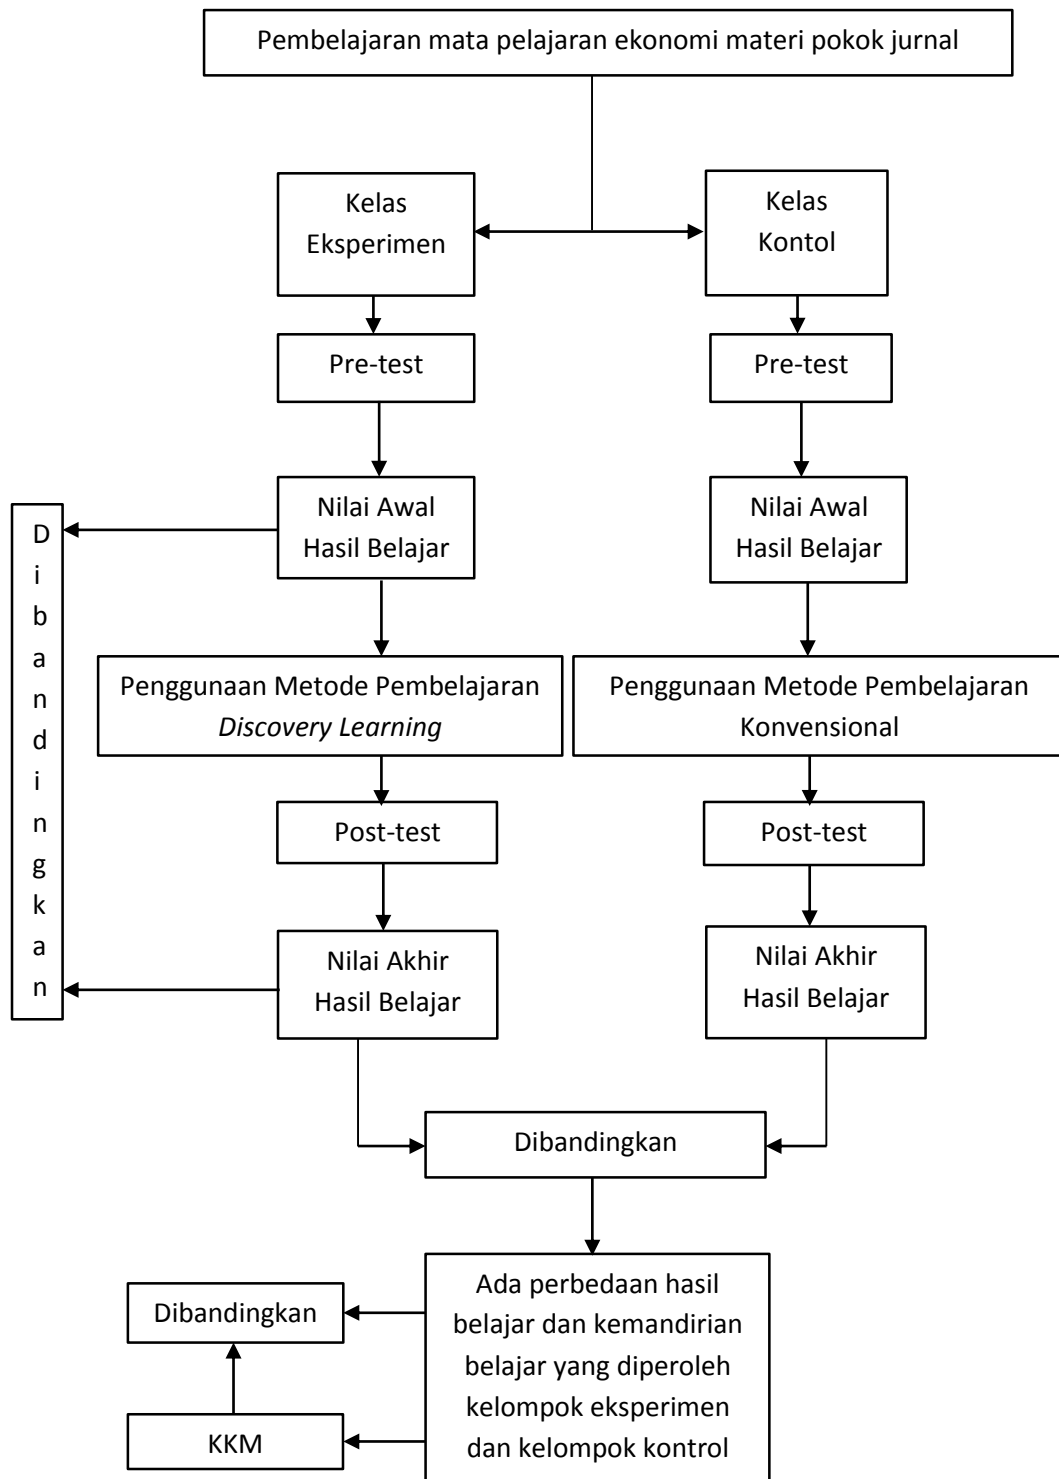 Pembelajaran mata pelajaran ekonomi materi pokok jurnal
Kelas
Eksperimen
Kelas
Kontol
Pre-test
Pre-test
Nilai Awal
Hasil Belajar
Nilai Awal
Hasil Belajar
D
i
b
a
n
d
i
n
g
k
a
n
Penggunaan Metode Pembelajaran
Discovery Learning
Penggunaan Metode Pembelajaran
Konvensional
Post-test
Post-test
Nilai Akhir
Hasil Belajar
Nilai Akhir
Hasil Belajar
Dibandingkan
Ada perbedaan hasil
belajar dan kemandirian
belajar yang diperoleh
kelompok eksperimen
dan kelompok kontrol
Dibandingkan
KKM